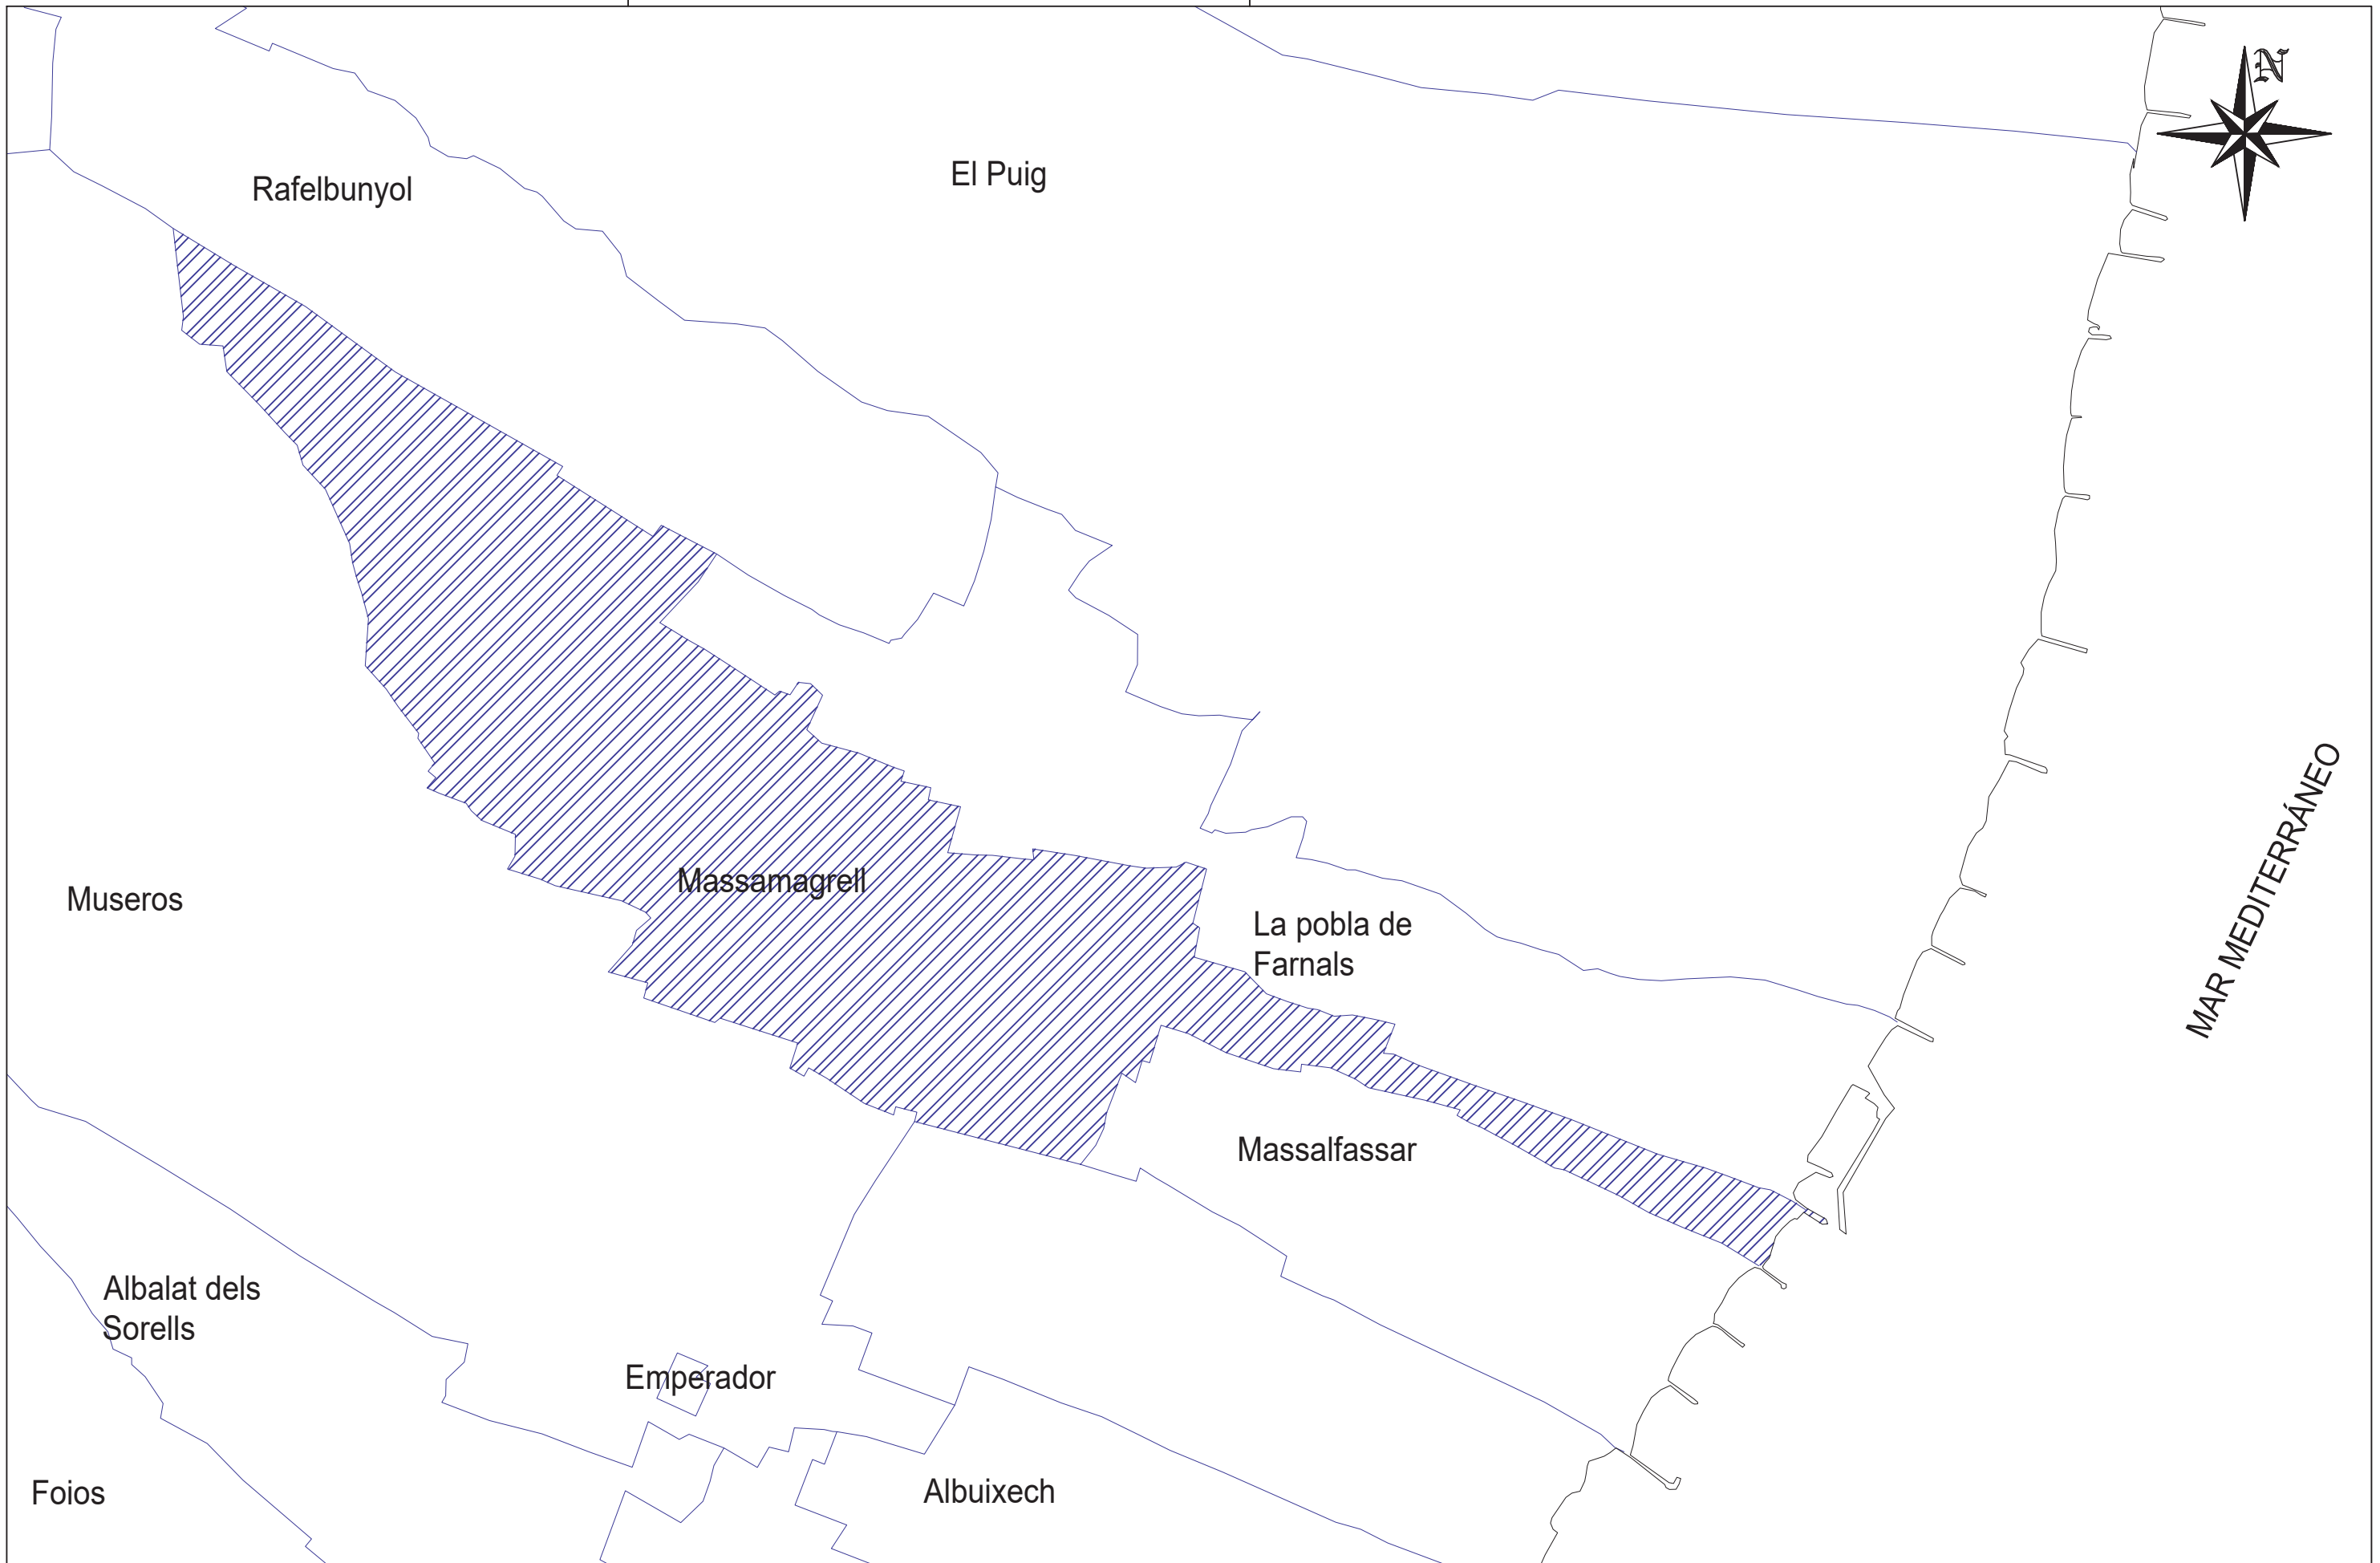 N
El Puig
Rafelbunyol
MAR MEDITERRÁNEO
Massamagrell
Museros
La pobla de
Farnals
Massalfassar
Albalat dels
Sorells
Emperador
Albuixech
Foios